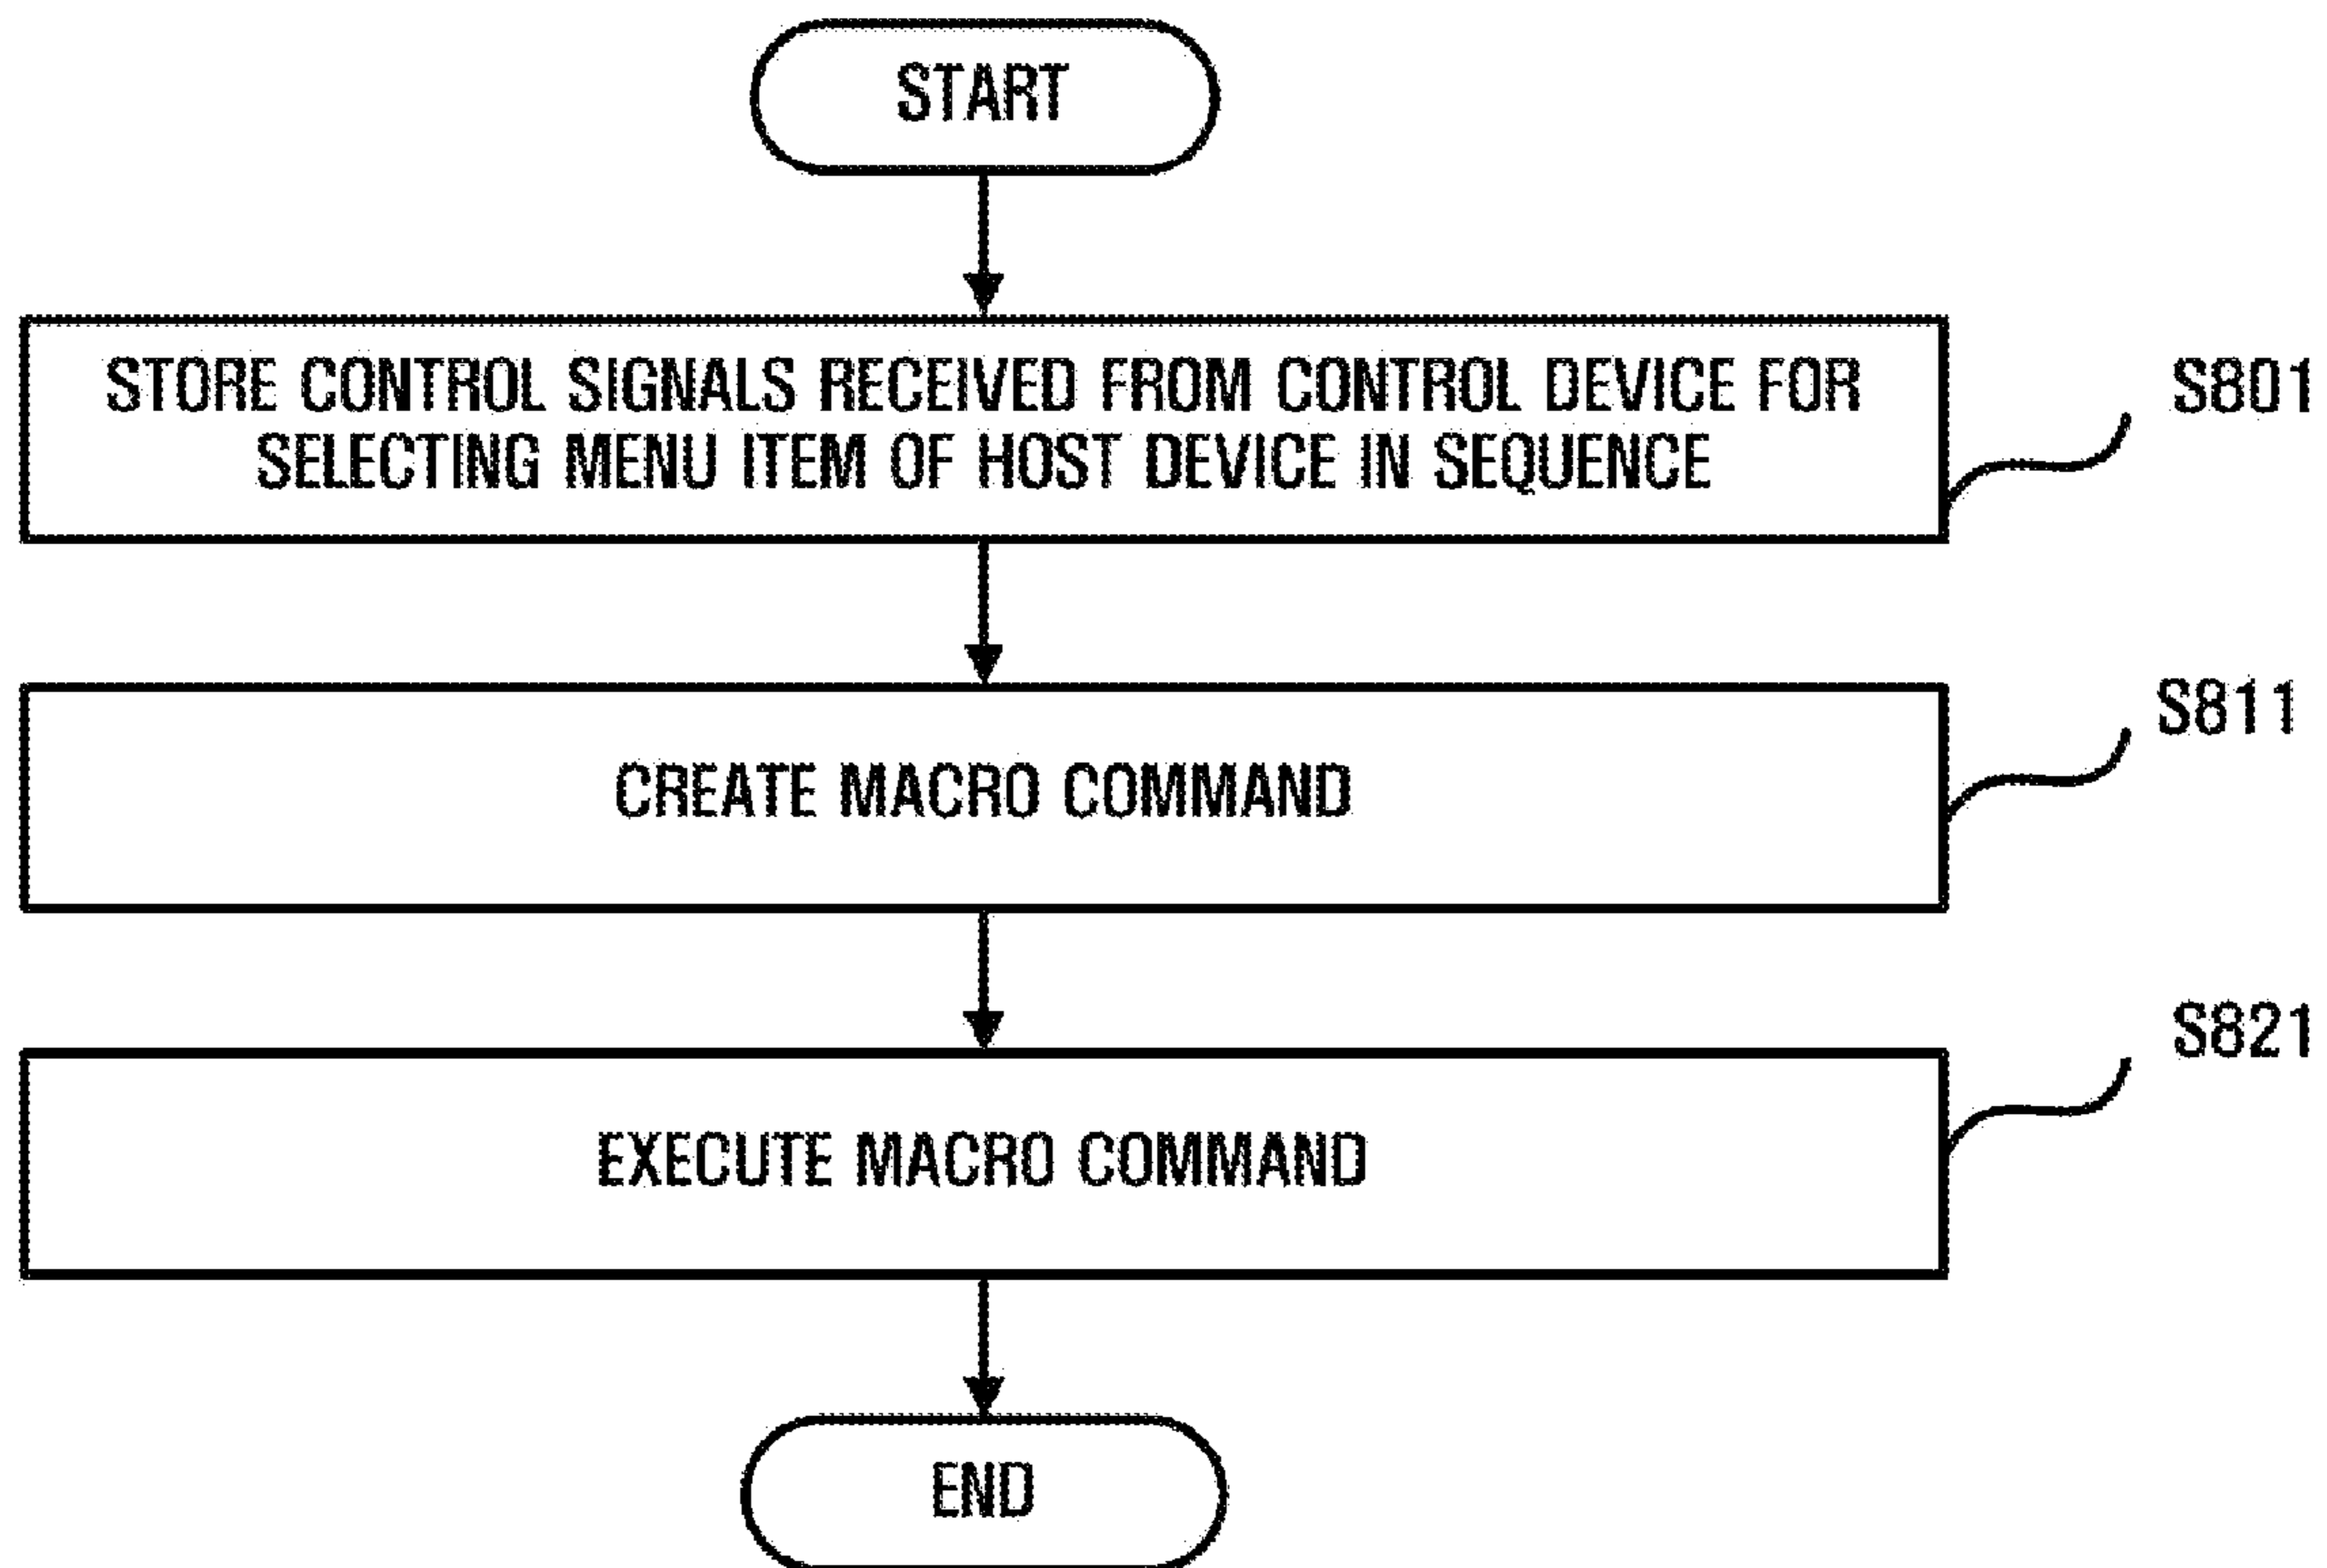 START
STORE CONTROL SIGNALS RECEIVED FROM CONTROL DEVICE FOR
SELECTING MENU ITEM OF HOST DEVICE IN SEQUENCE
S801
CREATE MACRO COMMAND
S811
EXECUTE MACRO COMMAND
S821
END